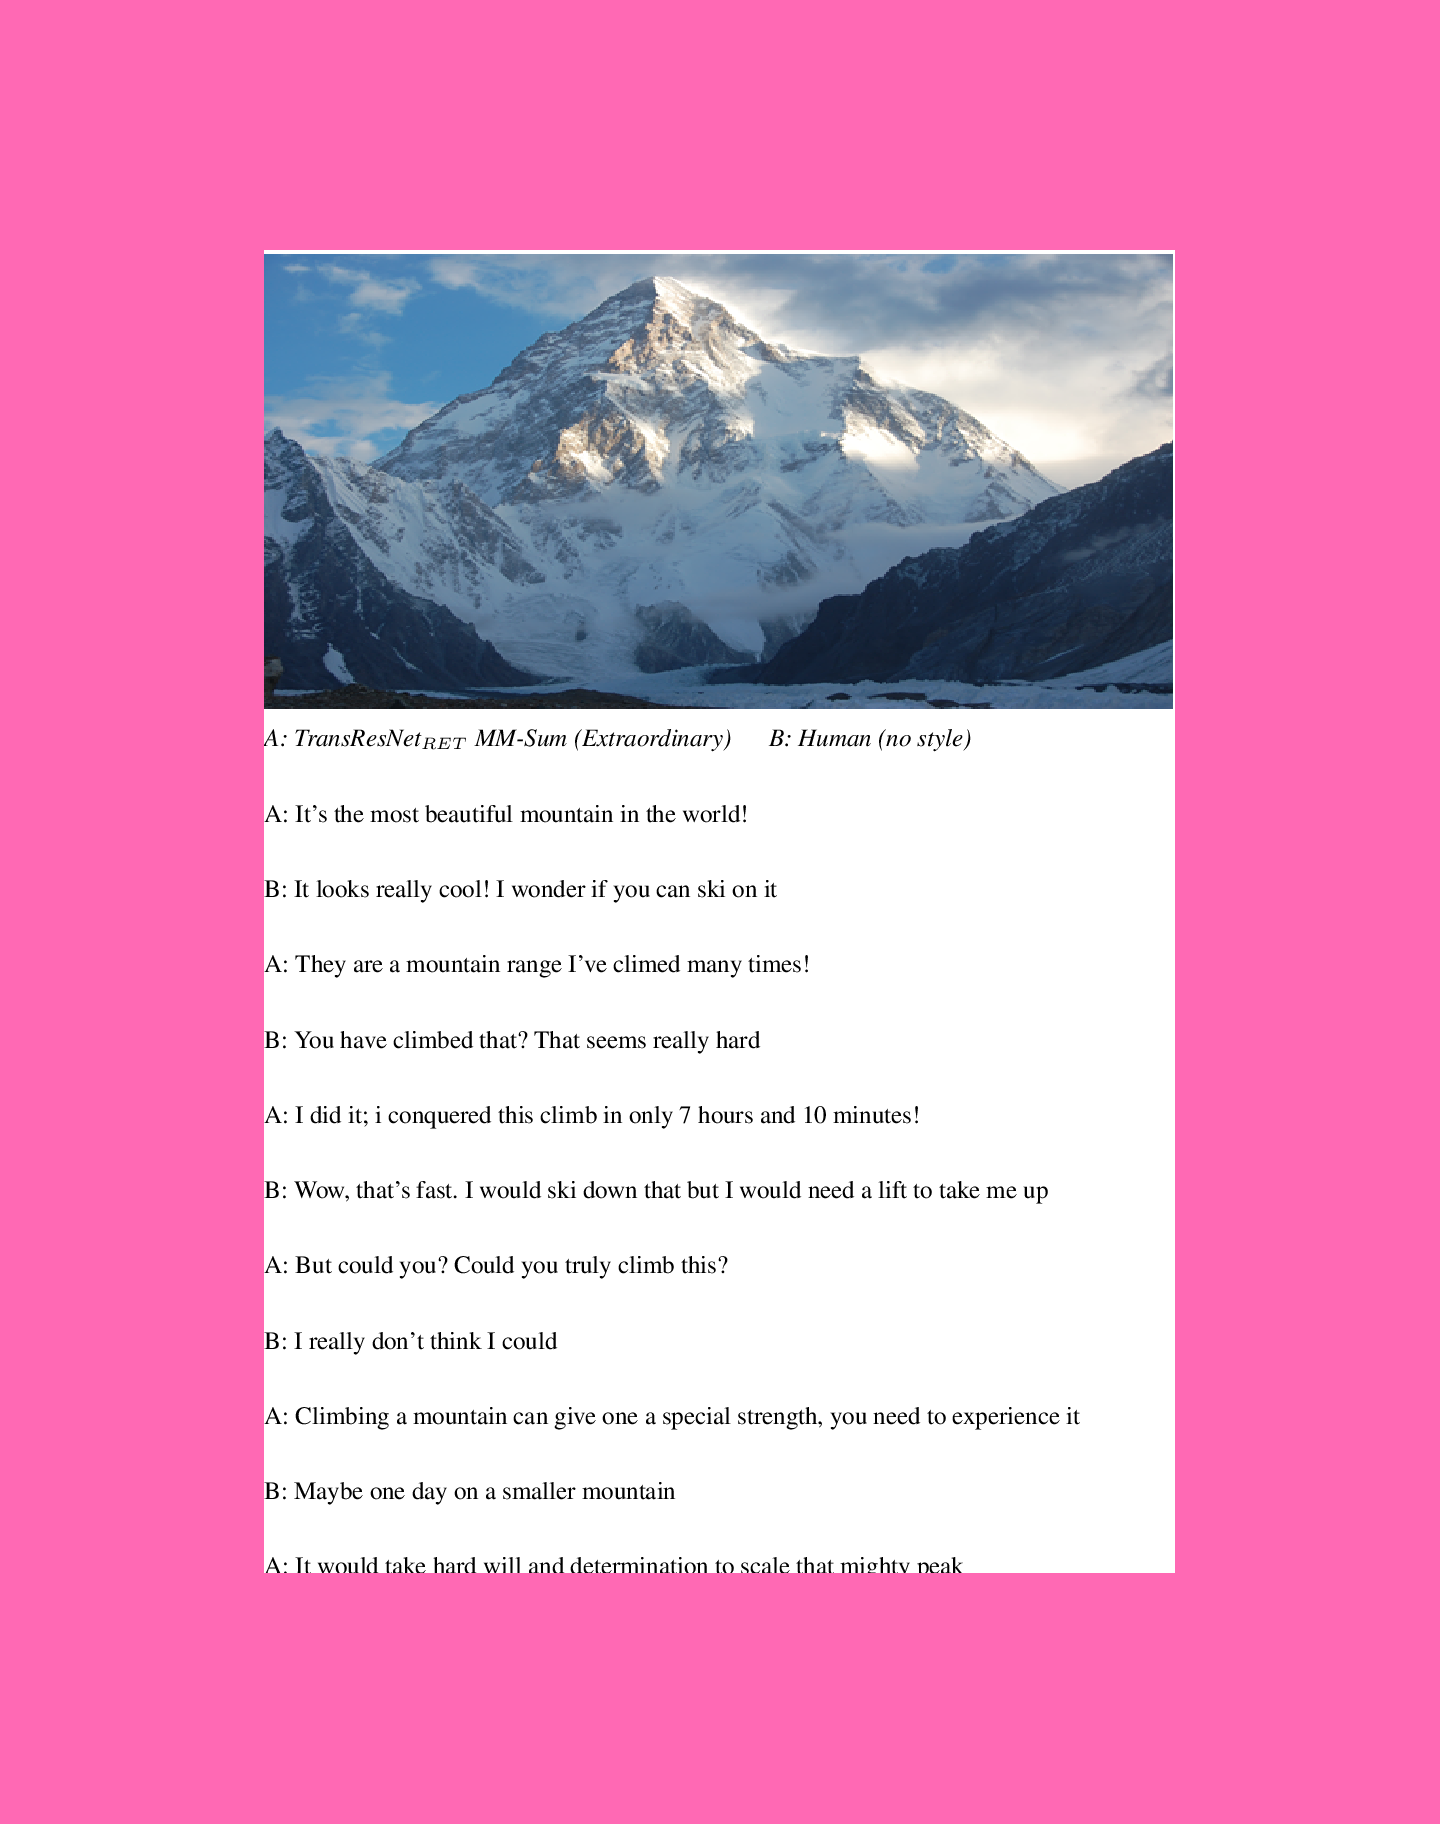 A: TransResNetRET MM-Sum (Extraordinary) B: Human (no style)
A: It’s the most beautiful mountain in the world!
B: It looks really cool! I wonder if you can ski on it
A: They are a mountain range I’ve climed many times!
B: You have climbed that? That seems really hard
A: I did it; i conquered this climb in only 7 hours and 10 minutes!
B: Wow, that’s fast. I would ski down that but I would need a lift to take me up
A: But could you? Could you truly climb this?
B: I really don’t think I could
A: Climbing a mountain can give one a special strength, you need to experience it
B: Maybe one day on a smaller mountain
A: It would take hard will and determination to scale that mighty peak